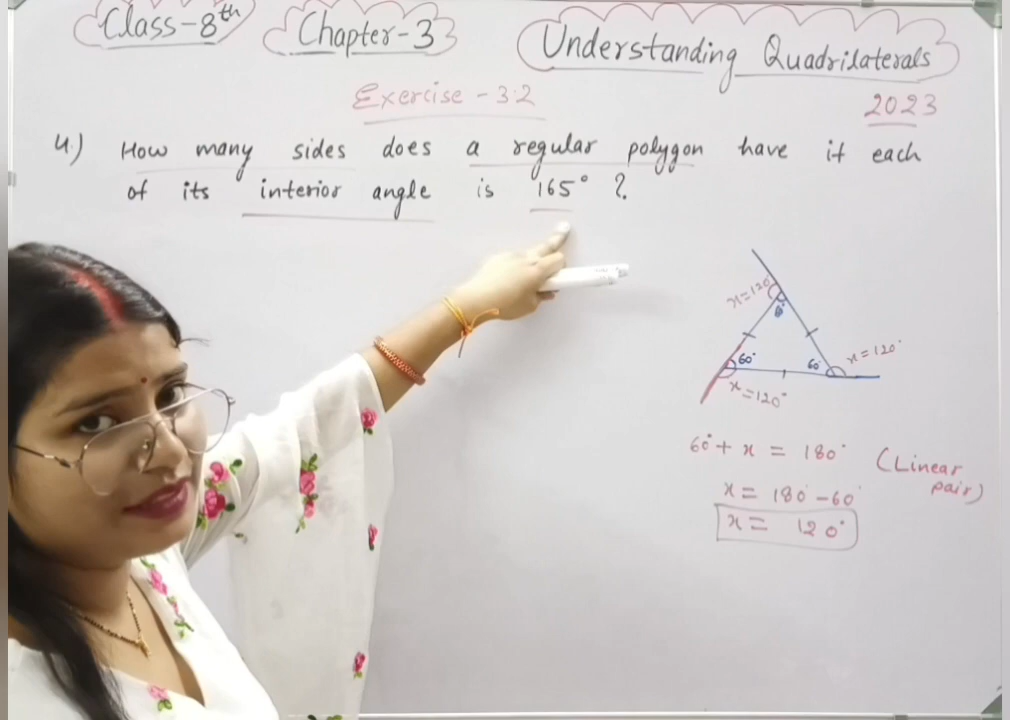 Class-8th
Chapter-3
Understanding Quadrilaterals
Exercise - 3.2
2023
4.) How many sides does a regular polygon have if each
of its interior angle is 165° ?
x=120°
60°
60°
60°
x=120°
x=120°
60°+ x = 180° (Linear pair)
x = 180°-60°
x = 120°